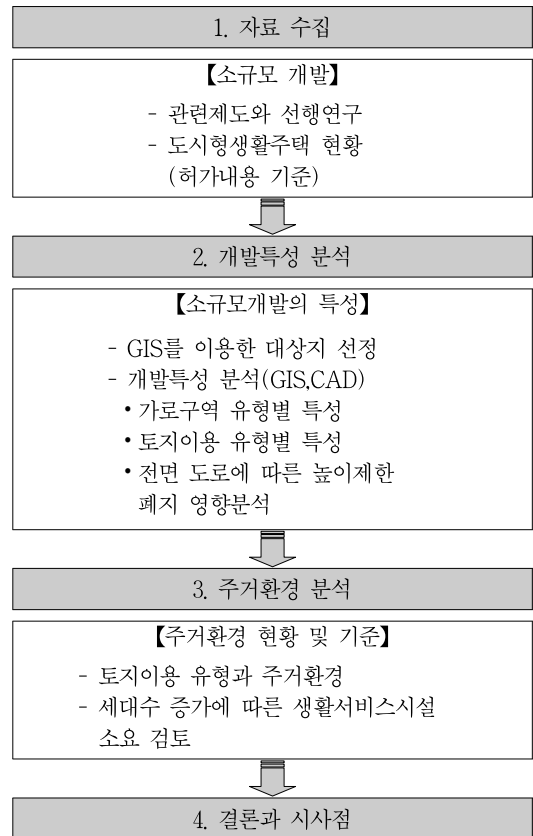 1. 자료 수집
【소규모 개발】
- 관련제도와 선행연구
- 도시형생활주택 현황
(허가내용 기준)
2. 개발특성 분석
【소규모개발의 특성】
- GIS를 이용한 대상지 선정
- 개발특성 분석(GIS,CAD)
• 가로구역 유형별 특성
• 토지이용 유형별 특성
• 전면 도로에 따른 높이제한
폐지 영향분석
3. 주거환경 분석
【주거환경 현황 및 기준】
- 토지이용 유형과 주거환경
- 세대수 증가에 따른 생활서비스시설
소요 검토
4. 결론과 시사점